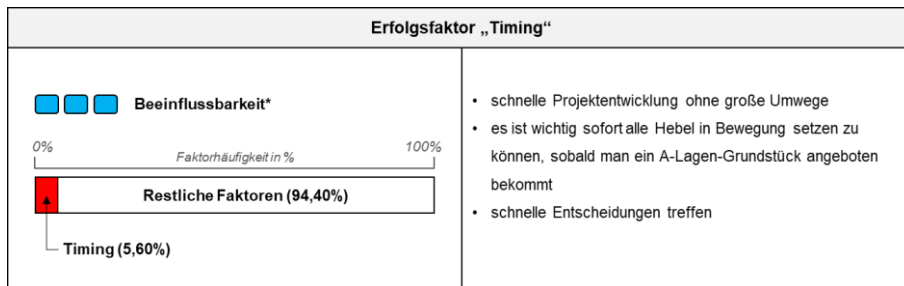 Erfolgsfaktor „Timing“
Beeinflussbarkeit*
0%
Faktorhäufigkeit in %
100%
Restliche Faktoren (94,40%)
Timing (5,60%)
• schnelle Projektentwicklung ohne große Umwege
• es ist wichtig sofort alle Hebel in Bewegung setzen zu
können, sobald man ein A-Lagen-Grundstück angeboten
bekommt
• schnelle Entscheidungen treffen